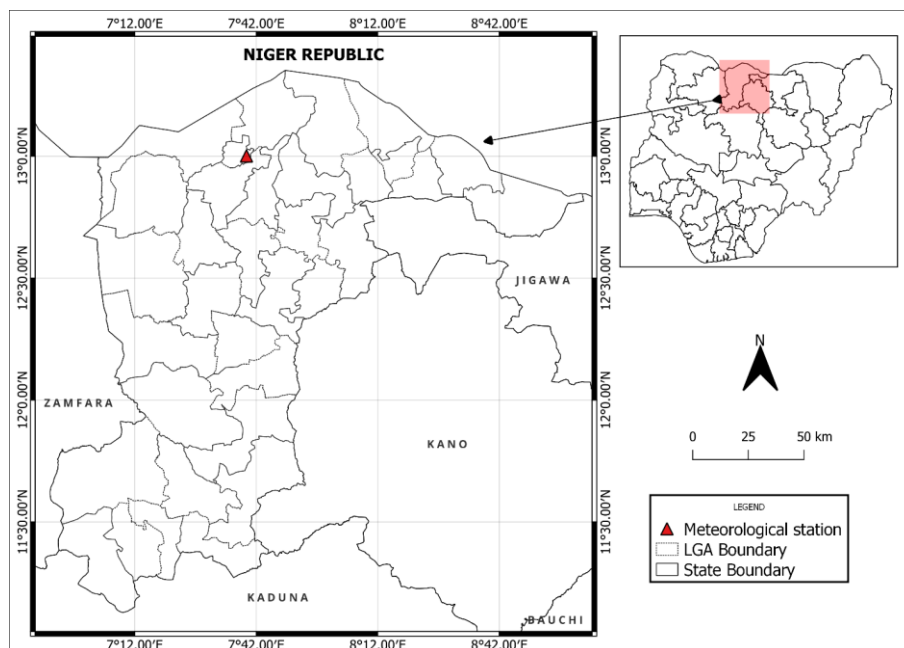 7°12.00'E 7°42.00'E 8°12.00'E 8°42.00'E
NIGER REPUBLIC
13°0.00'N 13°0.00'N
12°30.00'N 12°30.00'N
JIGAWA
12°0.00'N 12°0.00'N
ZAMFARA
KANO
11°30.00'N 11°30.00'N
KADUNA
BAUCHI
7°12.00'E 7°42.00'E 8°12.00'E 8°42.00'E
N
0 25 50 km
LEGEND
Meteorological station
LGA Boundary
State Boundary